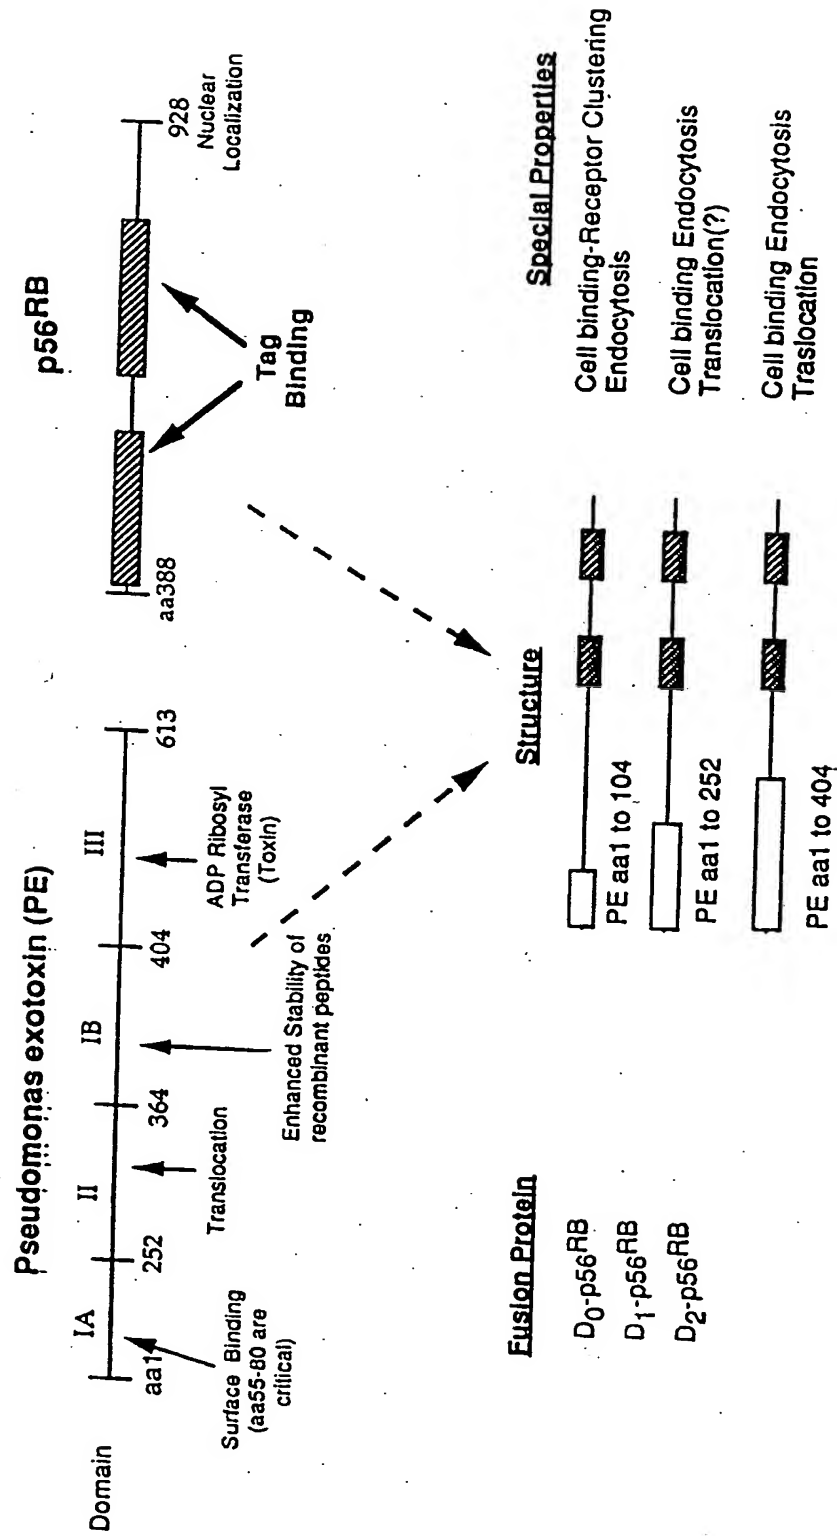 Pseudomonas exotoxin (PE)
p56RB
Domain
IA
II
IB
III
aa1
252
364
404
613
aa388
928
Nuclear
Localization
Surface Binding
(aa55-80 are
critical)
Translocation
Enhanced Stability of
recombinant peptides
ADP Ribosyl
Transferase
(Toxin)
Tag
Binding
Fusion Protein
Structure
Special Properties
D0-p56RB
PE aa1 to 104
Cell binding-Receptor Clustering
Endocytosis
D1-p56RB
PE aa1 to 252
Cell binding Endocytosis
Translocation(?)
D2-p56RB
PE aa1 to 404
Cell binding Endocytosis
Traslocation